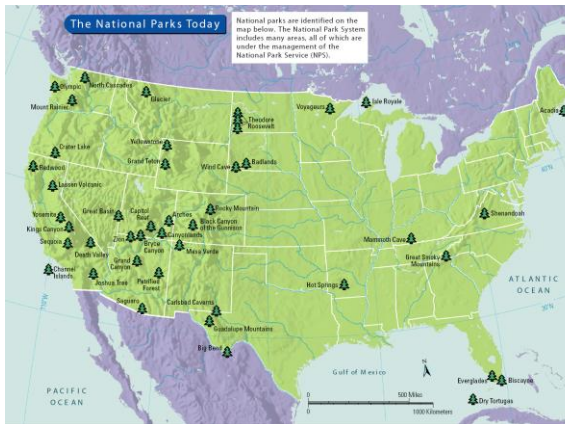 The National Parks Today
National parks are identified on the
map below. The National Park System
includes many areas, all of which are
under the management of the
National Park Service (NPS).
Olympic
North Cascades
Mount Rainier
Glacier
Theodore
Roosevelt
Voyageurs
Isle Royale
Acadia
Crater Lake
Redwood
Yellowstone
Grand Teton
Wind Cave
Badlands
Lassen Volcanic
Yosemite
Kings Canyon
Sequoia
Great Basin
Capitol
Reef
Arches
Rocky Mountain
Black Canyon
of the Gunnison
Canyonlands
Zion
Bryce
Canyon
Mesa Verde
Death Valley
Grand
Canyon
Channel
Islands
Joshua Tree
Petrified
Forest
Saguaro
Carlsbad Caverns
Guadalupe Mountains
Big Bend
Hot Springs
Mammoth Cave
Great Smoky
Mountains
Shenandoah
Everglades
Biscayne
Dry Tortugas
ATLANTIC
OCEAN
PACIFIC
OCEAN
Gulf of Mexico
N
0
500 Miles
0
1000 Kilometers
40°N
30°N
110°W